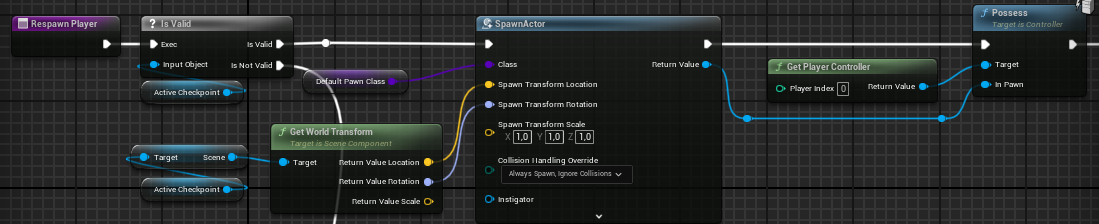 Respawn Player
Is Valid
Exec
Is Valid
Input Object
Is Not Valid
Active Checkpoint
Default Pawn Class
Get World Transform
Target is Scene Component
Target
Return Value Location
Return Value Rotation
Return Value Scale
Target
Scene
Active Checkpoint
SpawnActor
Class
Return Value
Spawn Transform Location
Spawn Transform Rotation
Spawn Transform Scale
X 1,0 Y 1,0 Z 1,0
Collision Handling Override
Always Spawn, Ignore Collisions
Instigator
Get Player Controller
Player Index 0
Return Value
Possess
Target is Controller
Target
In Pawn